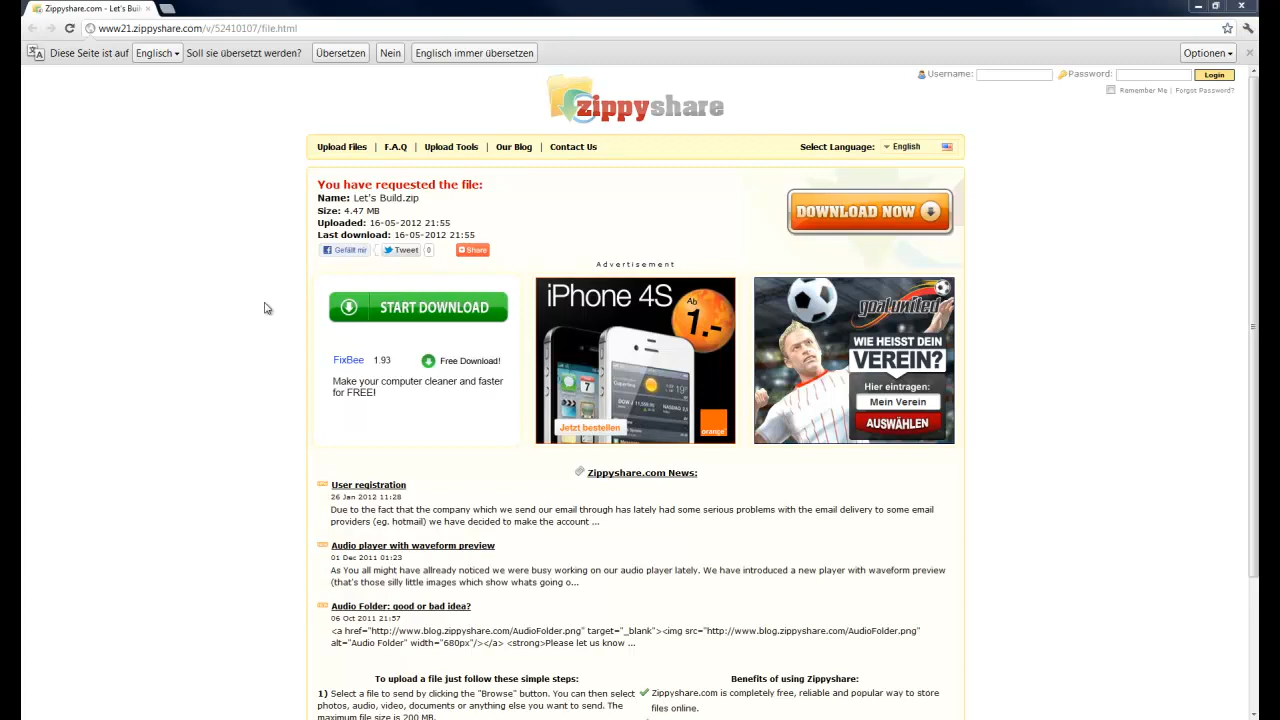 Zippyshare.com - Let's Buil
www21.zippyshare.com/v/52410107/file.html
Diese Seite ist auf Englisch Soll sie übersetzt werden? Übersetzen Nein Englisch immer übersetzen Optionen
Username: Password: Login
Remember Me | Forgot Password?
zippyshare
Upload Files | F.A.Q | Upload Tools | Our Blog | Contact Us Select Language: English
You have requested the file:
Name: Let's Build.zip
Size: 4.47 MB
Uploaded: 16-05-2012 21:55
Last download: 16-05-2012 21:55
Gefällt mir Tweet 0 Share
DOWNLOAD NOW
Advertisement
START DOWNLOAD
FixBee 1.93 Free Download!
Make your computer cleaner and faster
for FREE!
iPhone 4S
Ab
1.-
Jetzt bestellen
orange
goalunited
WIE HEISST DEIN
VEREIN?
Hier eintragen:
Mein Verein
AUSWÄHLEN
Zippyshare.com News:
User registration
26 Jan 2012 11:28
Due to the fact that the company which we send our email through has lately had some serious problems with the email delivery to some email
providers (eg. hotmail) we have decided to make the account ...
Audio player with waveform preview
01 Dec 2011 01:23
As You all might have allready noticed we were busy working on our audio player lately. We have introduced a new player with waveform preview
(that's those silly little images which show whats going o...
Audio Folder: good or bad idea?
06 Oct 2011 21:57
<a href="http://www.blog.zippyshare.com/AudioFolder.png" target="_blank"><img src="http://www.blog.zippyshare.com/AudioFolder.png"
alt="Audio Folder" width="680px"/></a> <strong>Please let us know ...
To upload a file just follow these simple steps:
1) Select a file to send by clicking the "Browse" button. You can then select
photos, audio, video, documents or anything else you want to send. The
maximum file size is 200 MB.
Benefits of using Zippyshare:
Zippyshare.com is completely free, reliable and popular way to store
files online.